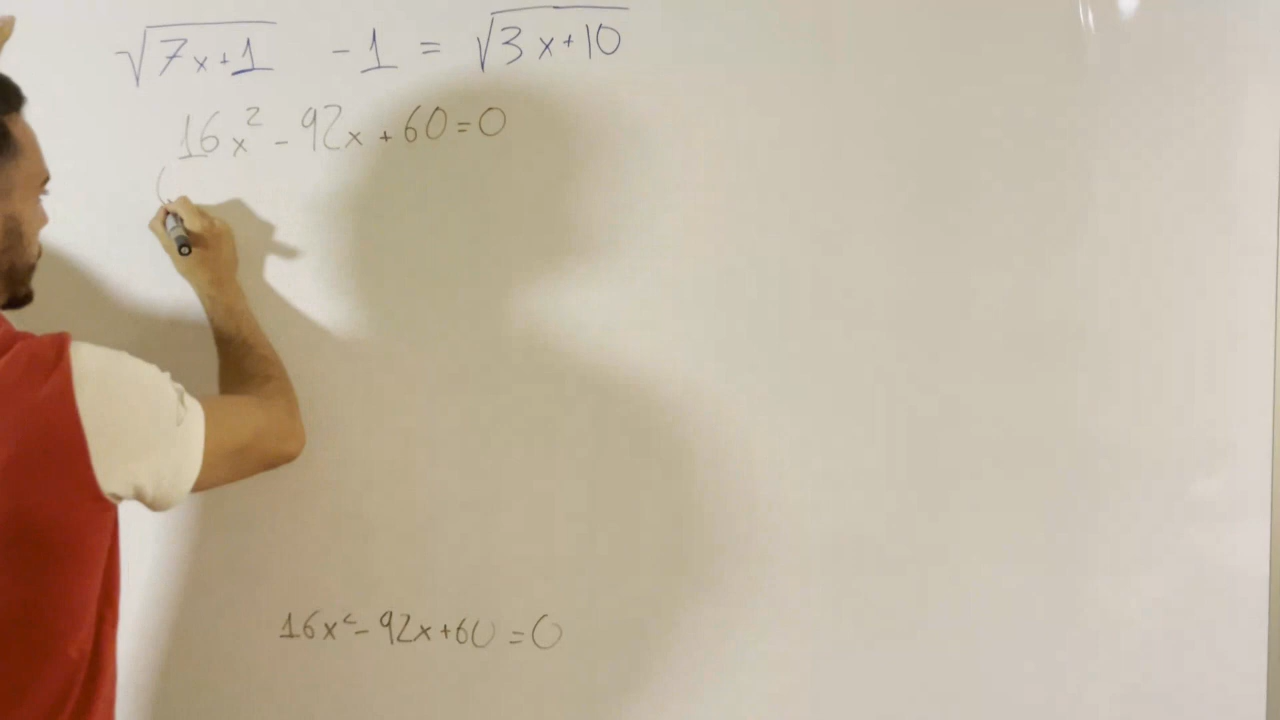 √7x+1 -1 = √3x+10
16x² - 92x + 60 = 0
(
16x² - 92x + 60 = 0